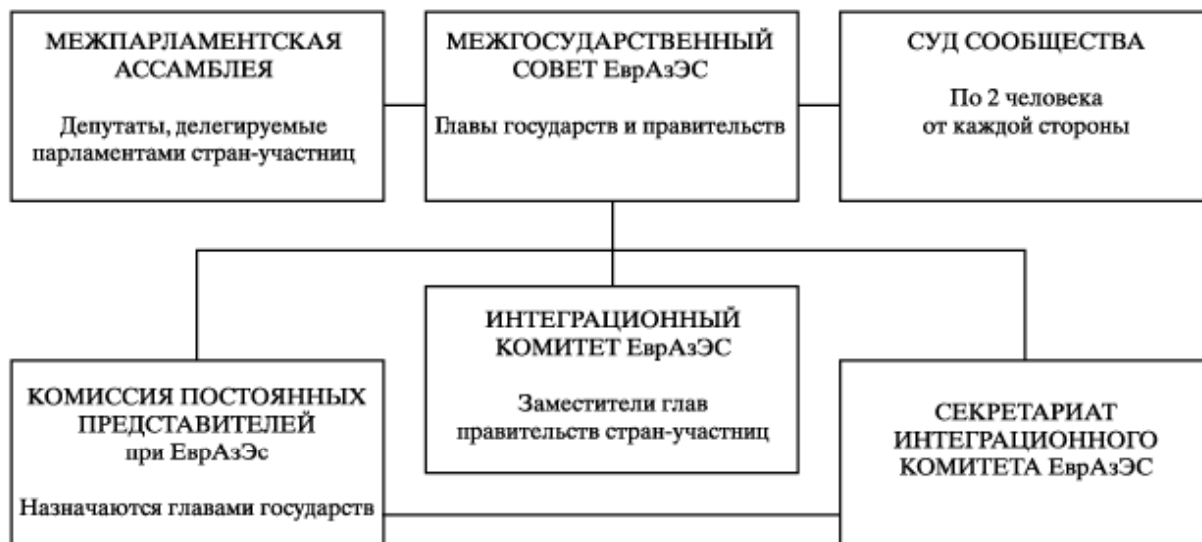 МЕЖПАРЛАМЕНТСКАЯ
АССАМБЛЕЯ
Депутаты, делегируемые
парламентами стран-участниц
МЕЖГОСУДАРСТВЕННЫЙ
СОВЕТ ЕврАзЭС
Главы государств и правительств
СУД СООБЩЕСТВА
По 2 человека
от каждой стороны
КОМИССИЯ ПОСТОЯННЫХ
ПРЕДСТАВИТЕЛЕЙ
при ЕврАзЭс
Назначаются главами государств
ИНТЕГРАЦИОННЫЙ
КОМИТЕТ ЕврАзЭС
Заместители глав
правительств стран-участниц
СЕКРЕТАРИАТ
ИНТЕГРАЦИОННОГО
КОМИТЕТА ЕврАзЭС